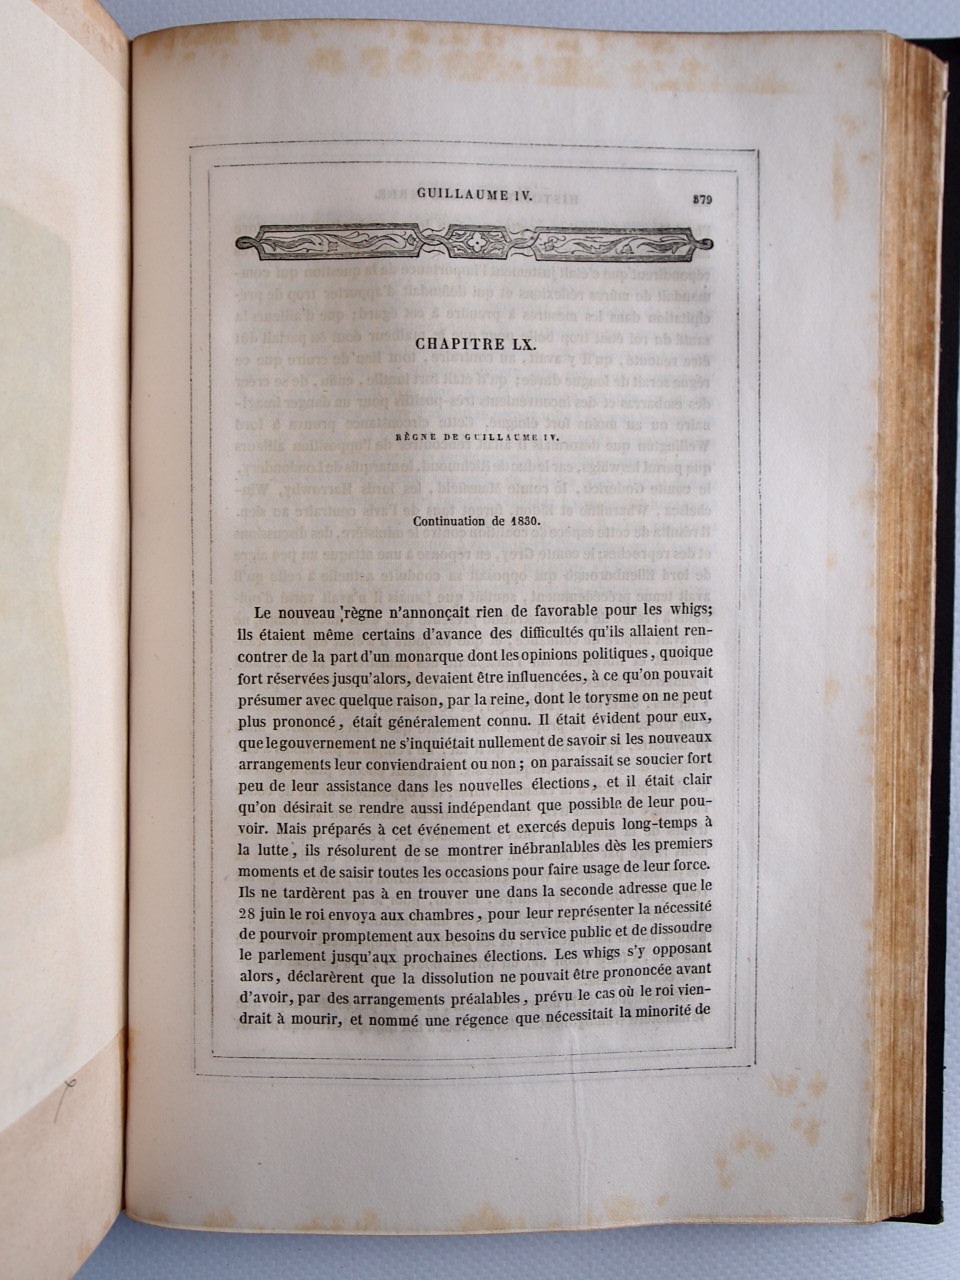 GUILLAUME IV.
379
CHAPITRE LX.
RÈGNE DE GUILLAUME IV.
Continuation de 1830.
Le nouveau règne n'annonçait rien de favorable pour les whigs;
Ils étaient même certains d'avance des difficultés qu'ils allaient ren-
contrer de la part d'un monarque dont les opinions politiques, quoique
fort réservées jusqu'alors, devaient être influencées, à ce qu'on pouvait
présumer avec quelque raison, par la reine, dont le torysme on ne peut
plus prononcé, était généralement connu. Il était évident pour eux,
que le gouvernement ne s'inquiétait nullement de savoir si les nouveaux
arrangements leur conviendraient ou non; on paraissait se soucier fort
peu de leur assistance dans les nouvelles élections, et il était clair
qu'on désirait se rendre aussi indépendant que possible de leur pou-
voir. Mais préparés à cet événement et exercés depuis long-temps à
la lutte, ils résolurent de se montrer inébranlables dès les premiers
moments et de saisir toutes les occasions pour faire usage de leur force.
Ils ne tardèrent pas à en trouver une dans la seconde adresse que le
28 juin le roi envoya aux chambres, pour leur représenter la nécessité
de pourvoir promptement aux besoins du service public et de dissoudre
le parlement jusqu'aux prochaines élections. Les whigs s'y opposant
alors, déclarèrent que la dissolution ne pouvait être prononcée avant
d'avoir, par des arrangements préalables, prévu le cas où le roi vien-
drait à mourir, et nommé une régence que nécessitait la minorité de